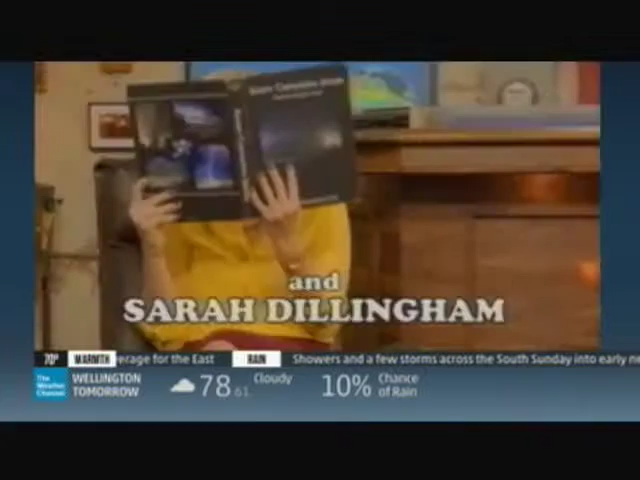 and
SARAH DILLINGHAM
70° WARMTH erage for the East RAIN Showers and a few storms across the South Sunday into early ne
The Weather Channel
WELLINGTON TOMORROW
78 61 Cloudy
10% Chance of Rain